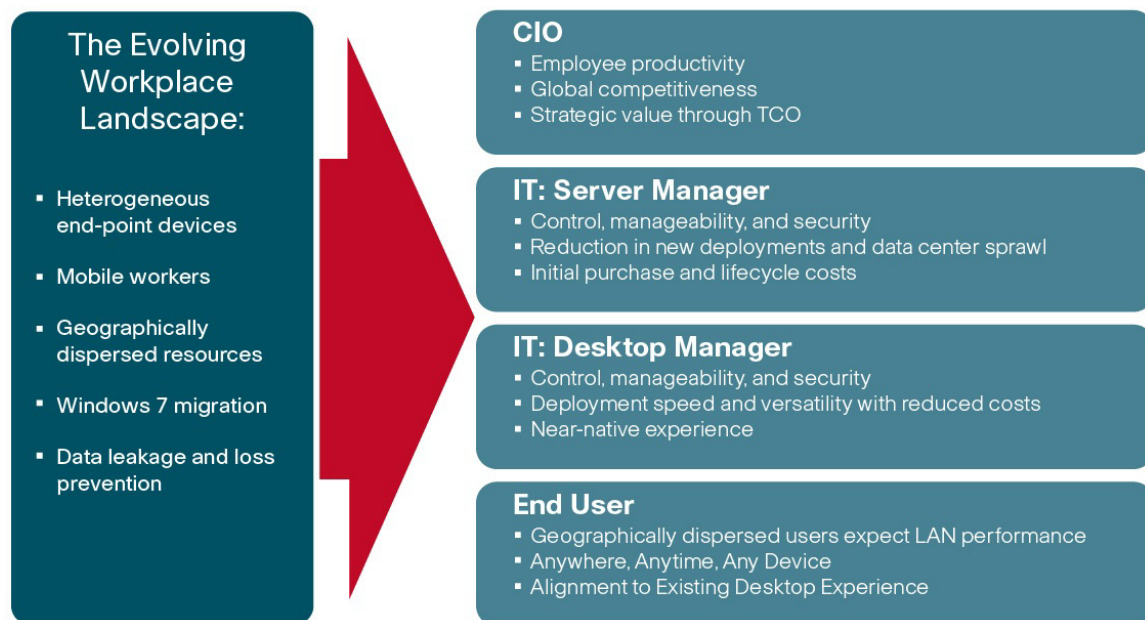 The Evolving
Workplace
Landscape:
▪ Heterogeneous
end-point devices
▪ Mobile workers
▪ Geographically
dispersed resources
▪ Windows 7 migration
▪ Data leakage and loss
prevention
CIO
▪ Employee productivity
▪ Global competitiveness
▪ Strategic value through TCO
IT: Server Manager
▪ Control, manageability, and security
▪ Reduction in new deployments and data center sprawl
▪ Initial purchase and lifecycle costs
IT: Desktop Manager
▪ Control, manageability, and security
▪ Deployment speed and versatility with reduced costs
▪ Near-native experience
End User
▪ Geographically dispersed users expect LAN performance
▪ Anywhere, Anytime, Any Device
▪ Alignment to Existing Desktop Experience